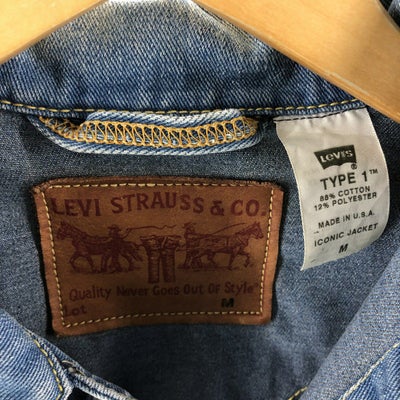 LEVI STRAUSS & CO.
Quality Never Goes Out Of Style®
Lot M
Levi's
®
TYPE 1™
88% COTTON
12% POLYESTER
MADE IN U.S.A.
ICONIC JACKET
M